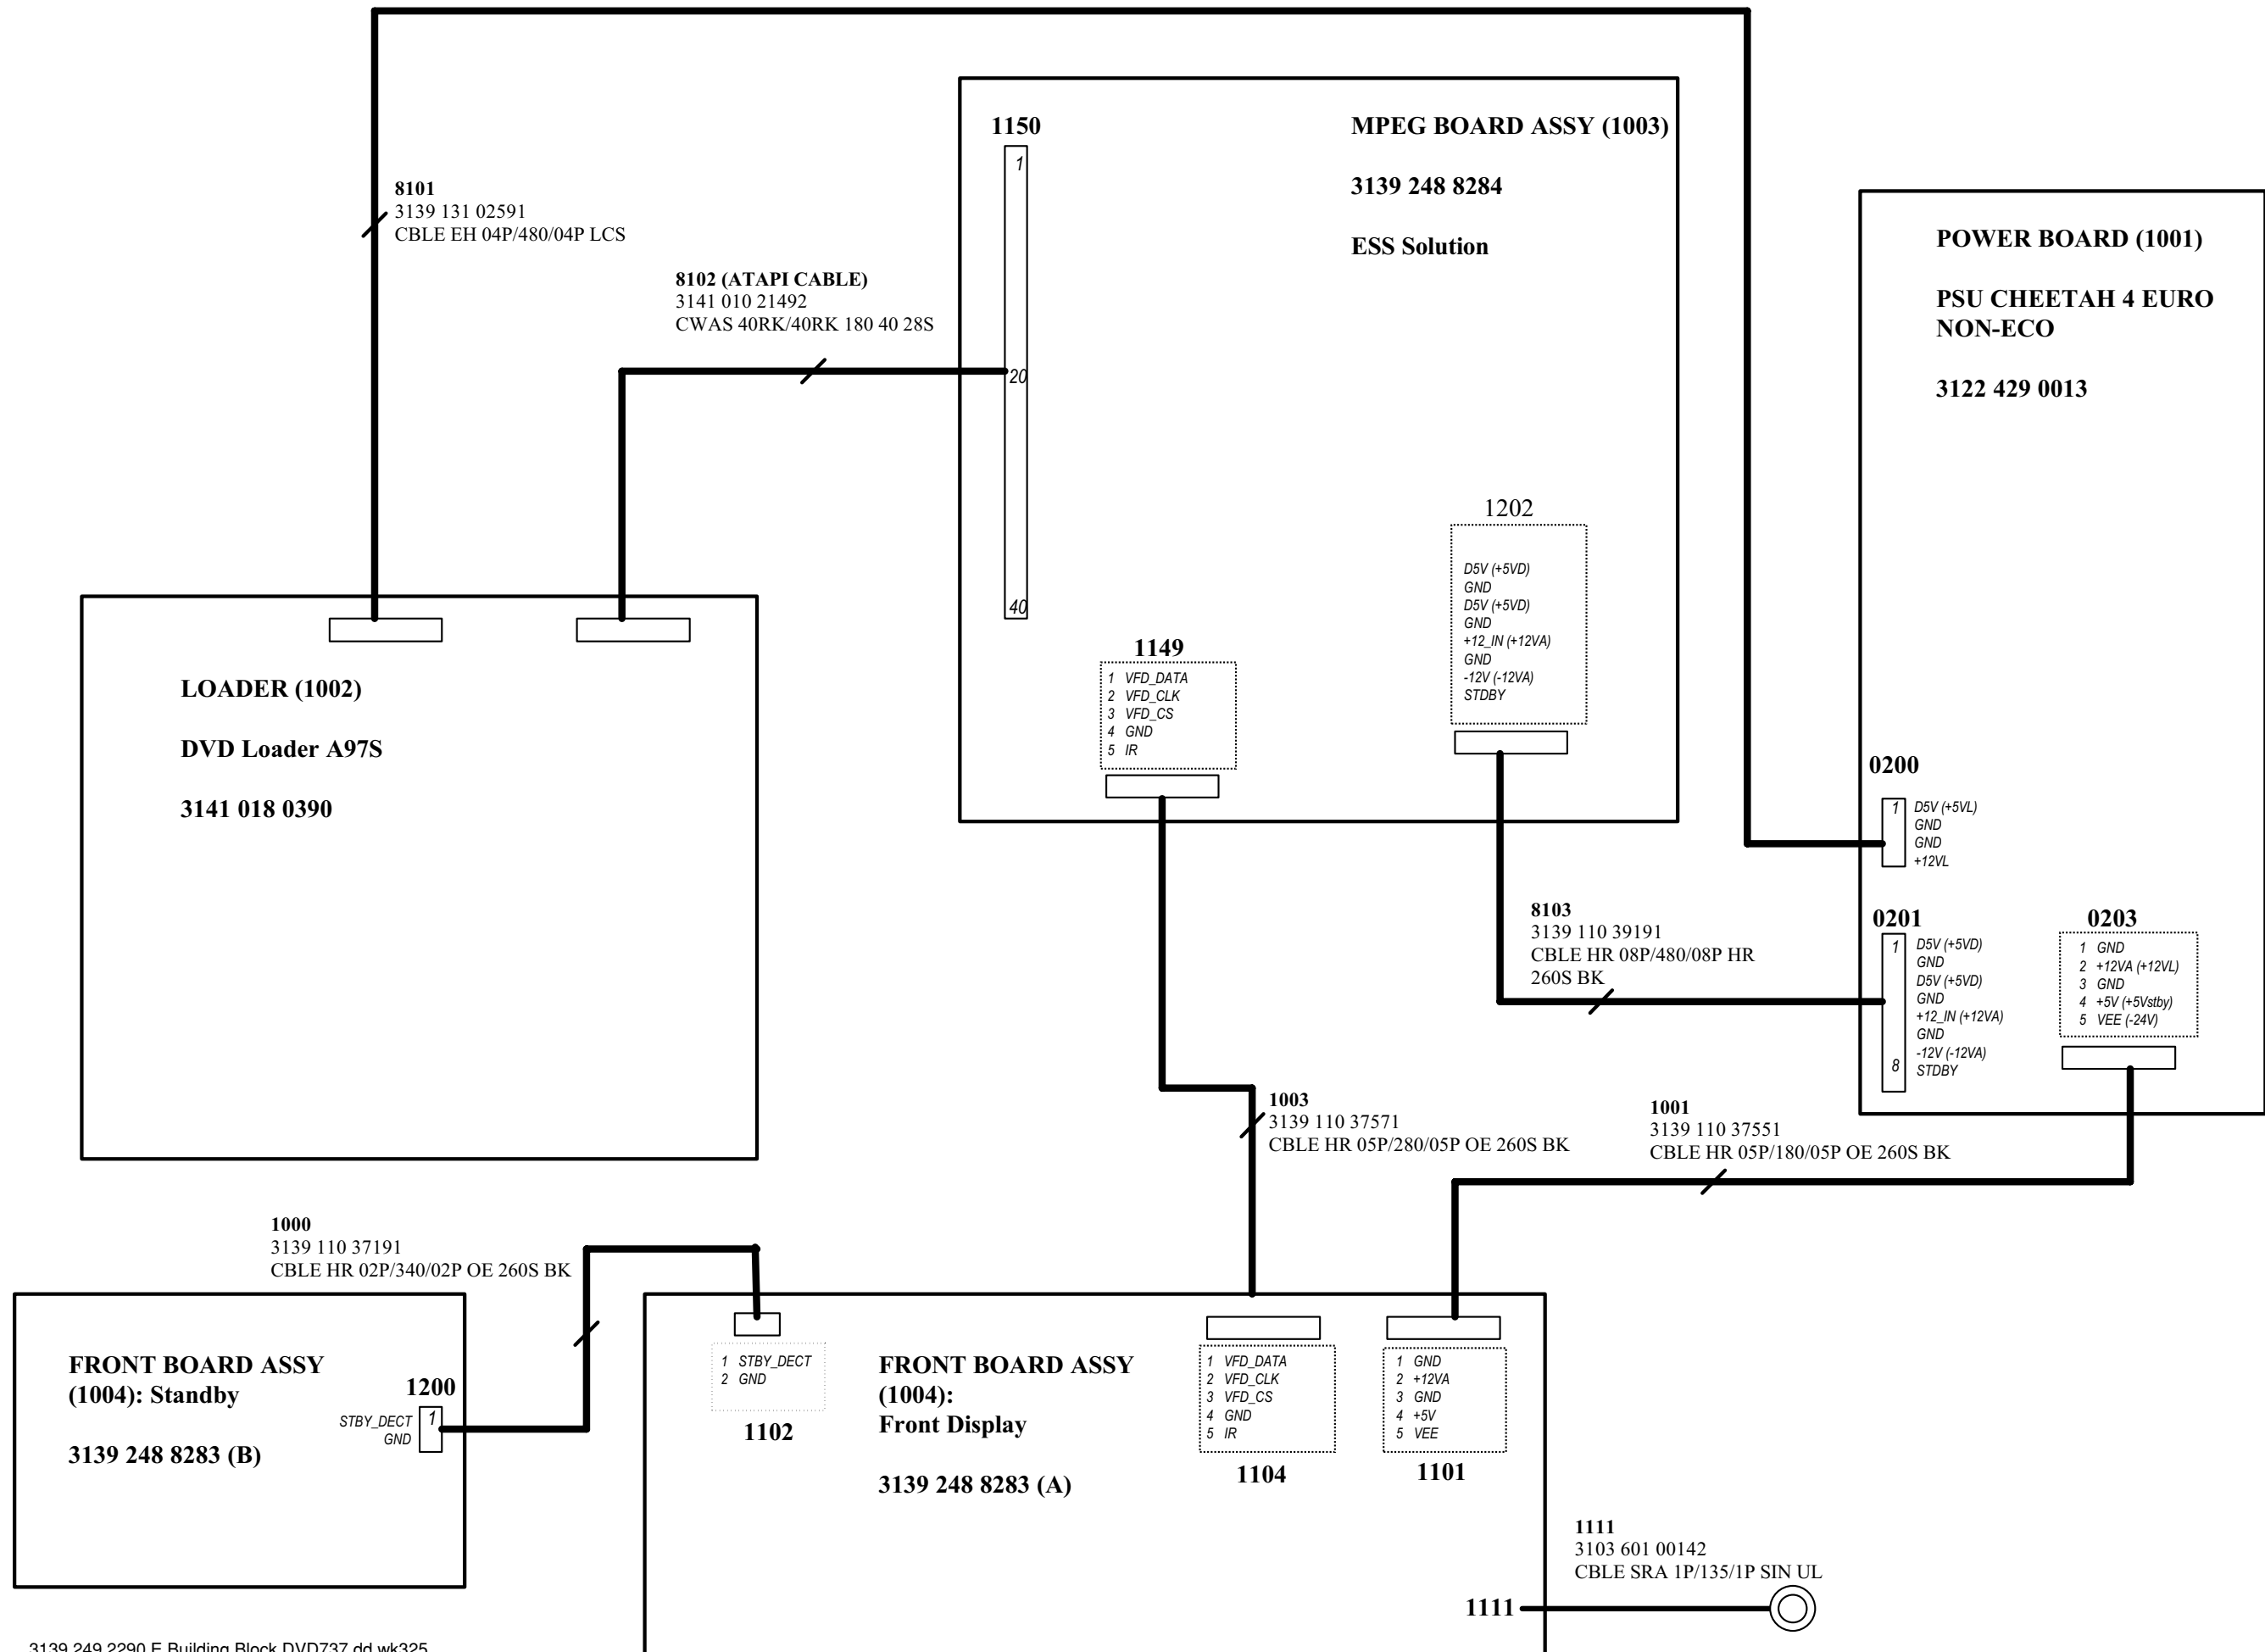 8101
3139 131 02591
CBLE EH 04P/480/04P LCS
8102 (ATAPI CABLE)
3141 010 21492
CWAS 40RK/40RK 180 40 28S
1150
1
20
40
MPEG BOARD ASSY (1003)
3139 248 8284
ESS Solution
1202
D5V (+5VD)
GND
D5V (+5VD)
GND
+12_IN (+12VA)
GND
-12V (-12VA)
STDBY
1149
1 VFD_DATA
2 VFD_CLK
3 VFD_CS
4 GND
5 IR
POWER BOARD (1001)
PSU CHEETAH 4 EURO
NON-ECO
3122 429 0013
0200
1 D5V (+5VL)
GND
GND
+12VL
0201
1 D5V (+5VD)
GND
D5V (+5VD)
GND
+12_IN (+12VA)
GND
-12V (-12VA)
8 STDBY
0203
1 GND
2 +12VA (+12VL)
3 GND
4 +5V (+5Vstby)
5 VEE (-24V)
LOADER (1002)
DVD Loader A97S
3141 018 0390
8103
3139 110 39191
CBLE HR 08P/480/08P HR
260S BK
1003
3139 110 37571
CBLE HR 05P/280/05P OE 260S BK
1001
3139 110 37551
CBLE HR 05P/180/05P OE 260S BK
1000
3139 110 37191
CBLE HR 02P/340/02P OE 260S BK
FRONT BOARD ASSY
(1004): Standby
3139 248 8283 (B)
1200
STBY_DECT 1
GND
1 STBY_DECT
2 GND
1102
FRONT BOARD ASSY
(1004):
Front Display
3139 248 8283 (A)
1 VFD_DATA
2 VFD_CLK
3 VFD_CS
4 GND
5 IR
1104
1 GND
2 +12VA
3 GND
4 +5V
5 VEE
1101
1111
3103 601 00142
CBLE SRA 1P/135/1P SIN UL
1111
3139 249 2290 E Building Block DVD737 dd wk325